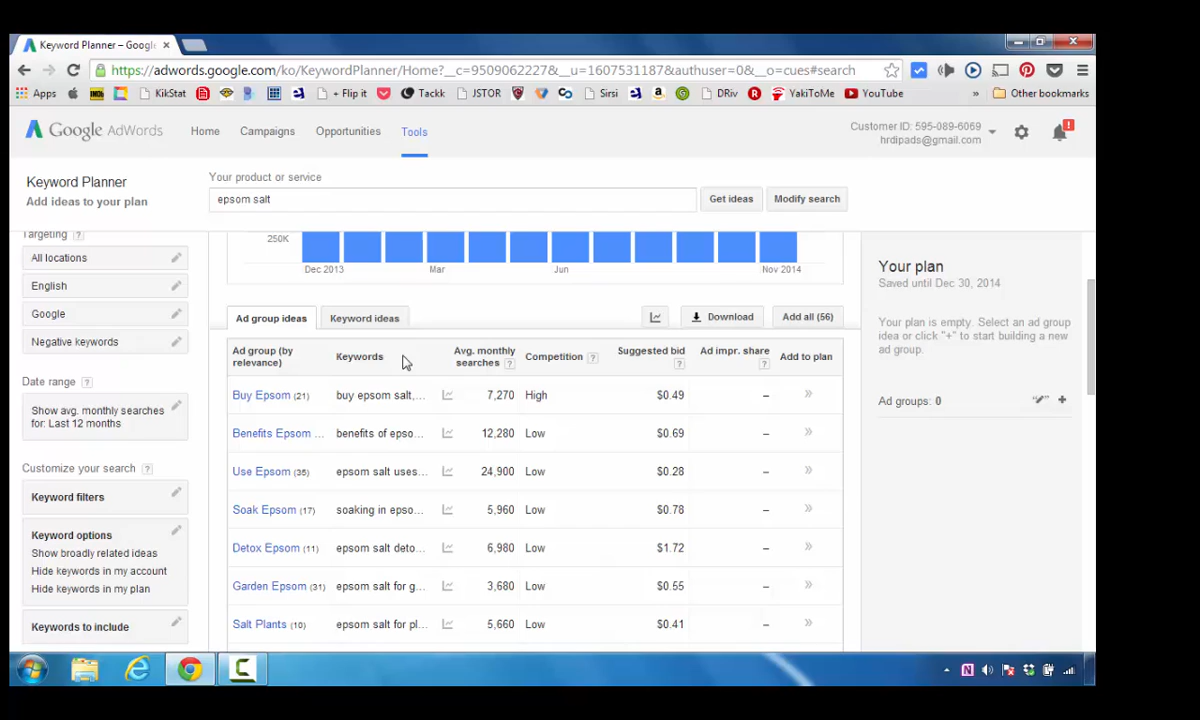 Keyword Planner – Googl
https://adwords.google.com/ko/KeywordPlanner/Home?__c=9509062227&__u=1607531187&authuser=0&__o=cues#search
Apps
KikStat
+ Flip it
Tackk
JSTOR
Sirsi
DRiv
YakiToMe
YouTube
»
Other bookmarks
Google AdWords
Home
Campaigns
Opportunities
Tools
Customer ID: 595-089-6069
hrdipads@gmail.com
Keyword Planner
Add ideas to your plan
Your product or service
epsom salt
Get ideas
Modify search
Targeting ?
All locations
English
Google
Negative keywords
Date range ?
Show avg. monthly searches
for: Last 12 months
Customize your search ?
Keyword filters
Keyword options
Show broadly related ideas
Hide keywords in my account
Hide keywords in my plan
Keywords to include
250K
Dec 2013 Mar Jun Nov 2014
Ad group ideas
Keyword ideas
Download
Add all (56)
Ad group (by relevance) Keywords Avg. monthly searches ? Competition ? Suggested bid ? Ad impr. share ? Add to plan
Buy Epsom (21) buy epsom salt,... 7,270 High $0.49 – »
Benefits Epsom ... benefits of epso... 12,280 Low $0.69 – »
Use Epsom (35) epsom salt uses... 24,900 Low $0.28 – »
Soak Epsom (17) soaking in epso... 5,960 Low $0.78 – »
Detox Epsom (11) epsom salt deto... 6,980 Low $1.72 – »
Garden Epsom (31) epsom salt for g... 3,680 Low $0.55 – »
Salt Plants (10) epsom salt for pl... 5,660 Low $0.41 – »
Your plan
Saved until Dec 30, 2014
Your plan is empty. Select an ad group
idea or click "+" to start building a new
ad group.
Ad groups: 0